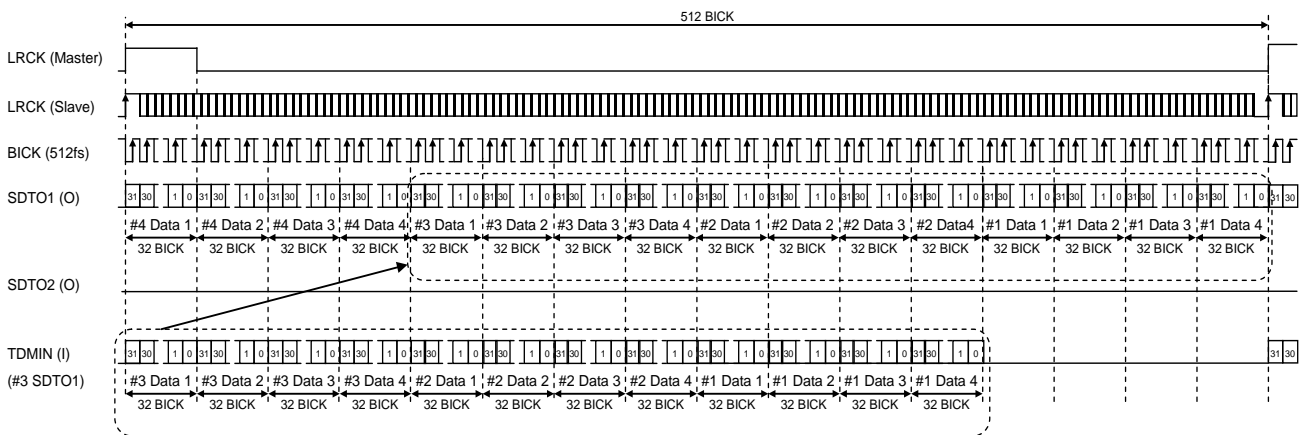 512 BICK
LRCK (Master)
LRCK (Slave)
BICK (512fs)
SDTO1 (O)
31 30 1 0 31 30 1 0 31 30 1 0 31 30 1 0 31 30 1 0 31 30 1 0 31 30 1 0 31 30 1 0 31 30 1 0 31 30 1 0 31 30 1 0 31 30 1 0 31 30 1 0 31 30 1 0 31 30 1 0 31 30 1 0 31 30
#4 Data 1 #4 Data 2 #4 Data 3 #4 Data 4 #3 Data 1 #3 Data 2 #3 Data 3 #3 Data 4 #2 Data 1 #2 Data 2 #2 Data 3 #2 Data4 #1 Data 1 #1 Data 2 #1 Data 3 #1 Data 4
32 BICK 32 BICK 32 BICK 32 BICK 32 BICK 32 BICK 32 BICK 32 BICK 32 BICK 32 BICK 32 BICK 32 BICK 32 BICK 32 BICK 32 BICK 32 BICK
SDTO2 (O)
TDMIN (I)
31 30 1 0 31 30 1 0 31 30 1 0 31 30 1 0 31 30 1 0 31 30 1 0 31 30 1 0 31 30 1 0 31 30 1 0 31 30 1 0 31 30 1 0 31 30 1 0 31 30
(#3 SDTO1)
#3 Data 1 #3 Data 2 #3 Data 3 #3 Data 4 #2 Data 1 #2 Data 2 #2 Data 3 #2 Data 4 #1 Data 1 #1 Data 2 #1 Data 3 #1 Data 4
32 BICK 32 BICK 32 BICK 32 BICK 32 BICK 32 BICK 32 BICK 32 BICK 32 BICK 32 BICK 32 BICK 32 BICK